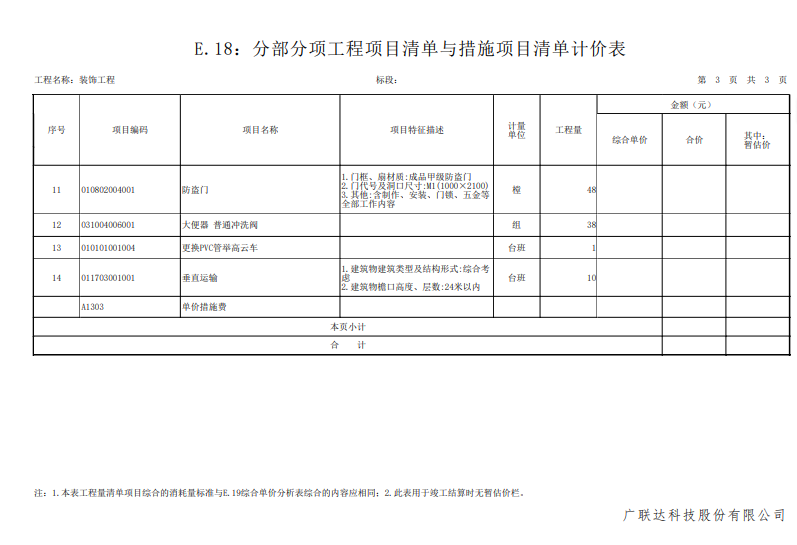 E.18: 分部分项工程项目清单与措施项目清单计价表
工程名称: 装饰工程 标段: 第 3 页 共 3 页
序号 项目编码 项目名称 项目特征描述 计量单位 工程量 金额（元）
综合单价 合价 其中:暂估价
11 010802004001 防盗门 1.门框、扇材质:成品甲级防盗门
2.门代号及洞口尺寸:M1(1000×2100)
3.其他:含制作、安装、门锁、五金等
全部工作内容 樘 48
12 031004006001 大便器 普通冲洗阀 组 38
13 010101001004 更换PVC管举高云车 台班 1
14 011703001001 垂直运输 1.建筑物建筑类型及结构形式:综合考
虑
2.建筑物檐口高度、层数:24米以内 台班 10
A1303 单价措施费
本页小计
合 计
注: 1.本表工程量清单项目综合的消耗量标准与E.19综合单价分析表综合的内容应相同; 2.此表用于竣工结算时无暂估价栏。
广联达科技股份有限公司